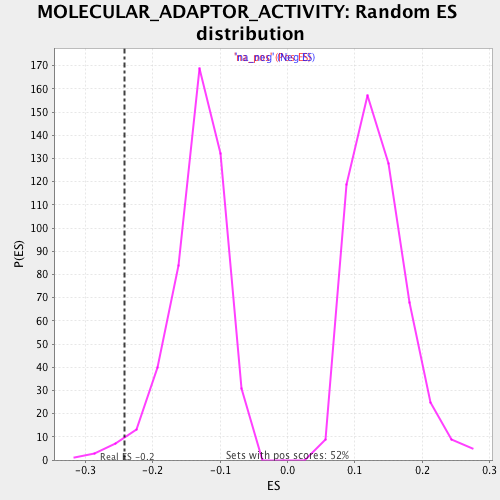 MOLECULAR_ADAPTOR_ACTIVITY: Random ES
distribution
P(ES)
170
160
150
140
130
120
110
100
90
80
70
60
50
40
30
20
10
0
Real ES -0.2
Sets with pos scores: 52%
-0.3 -0.2 -0.1 0.0 0.1 0.2 0.3
ES